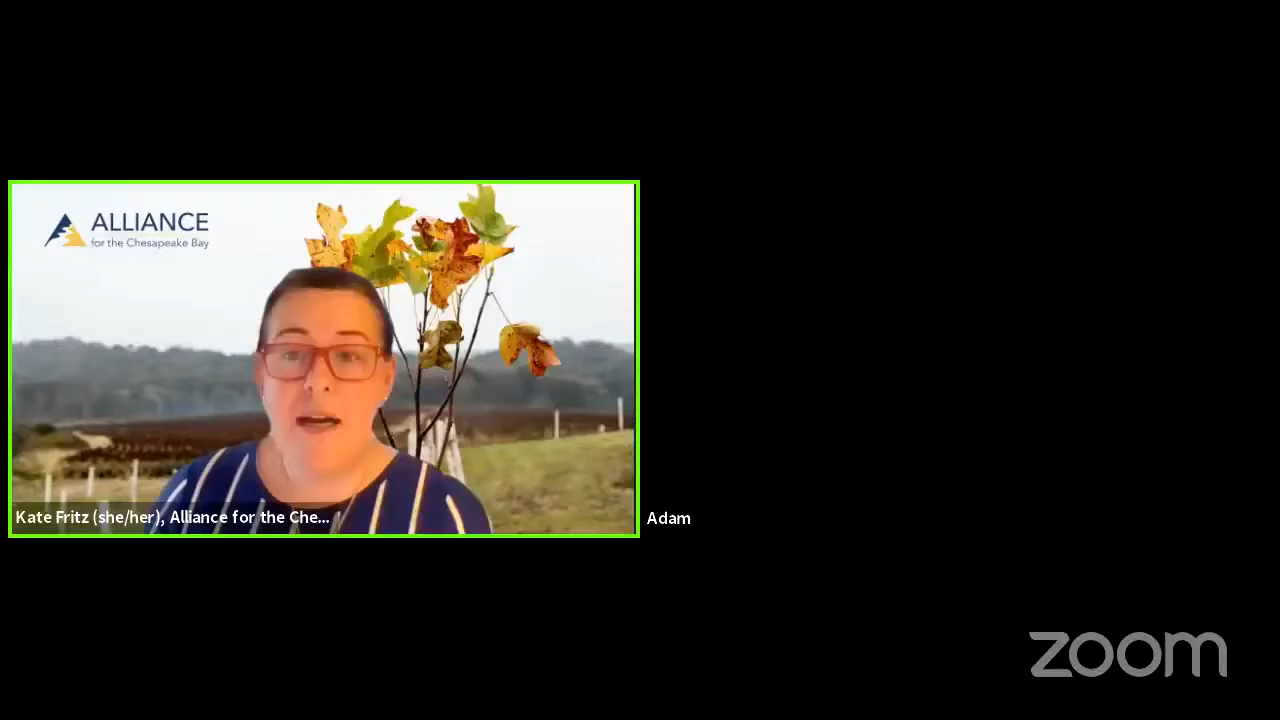 ALLIANCE
for the Chesapeake Bay
Kate Fritz (she/her), Alliance for the Che...
Adam
zoom